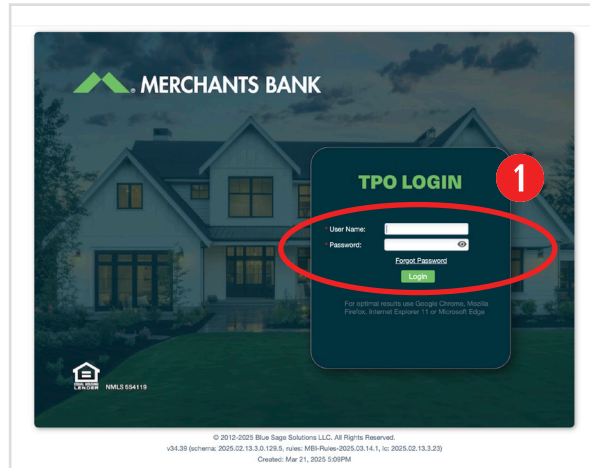 MERCHANTS BANK
TPO LOGIN
1
* User Name:
* Password:
Forgot Password
Login
For optimal results use Google Chrome, Mozilla
Firefox, Internet Explorer 11 or Microsoft Edge
EQUAL HOUSING
LENDER
NMLS 554119
© 2012-2025 Blue Sage Solutions LLC. All Rights Reserved.
v34.39 (schema: 2025.02.13.3.0.129.5, rules: MBI-Rules-2025.03.14.1, lc: 2025.02.13.3.23)
Created: Mar 21, 2025 5:09PM